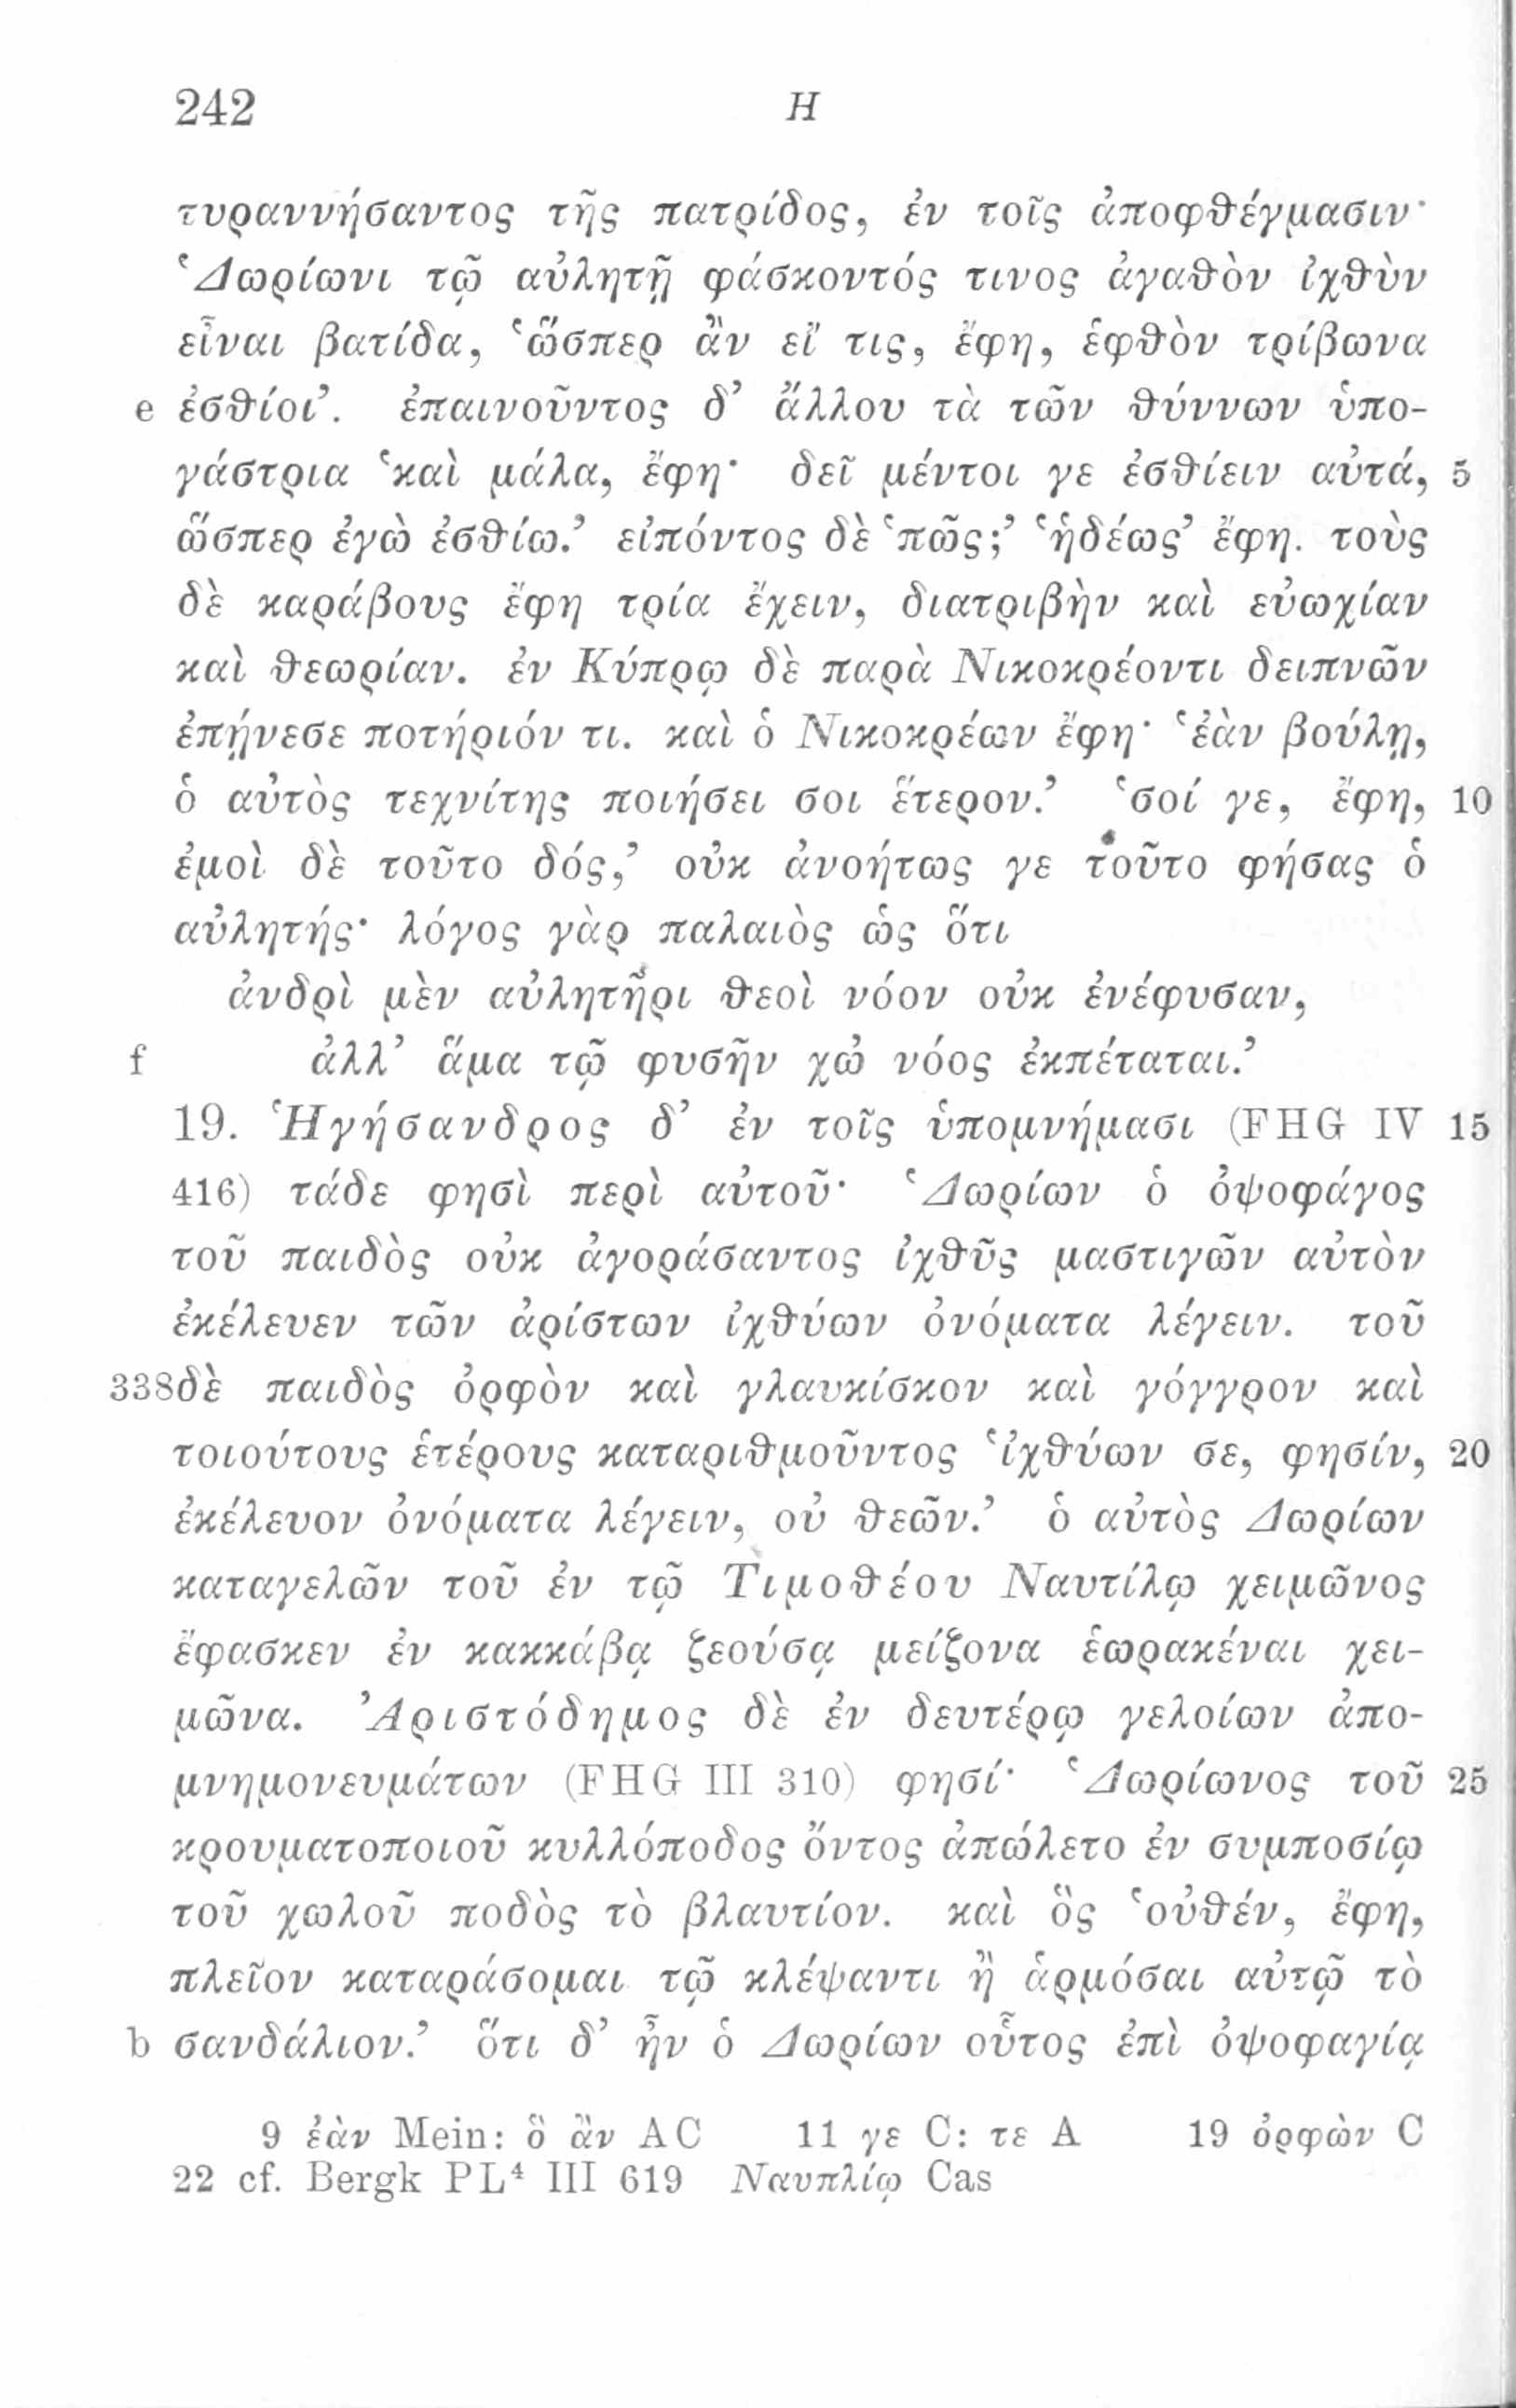 242 H
τυραννήσαντος τῆς πατρίδος, ἐν τοῖς ἀποφθέγμασιν·
‘Δωρίωνι τῷ αὐλητῇ φάσκοντός τινος ἀγαθὸν ἰχθὺν
εἶναι βατίδα, ‘ὥσπερ ἂν εἴ τις, ἔφη, ἑφθὸν τρίβωνα
e ἐσθίοι’. ἐπαινοῦντος δ’ ἄλλου τὰ τῶν θύννων ὑπο-
γάστρια ‘καὶ μάλα, ἔφη· δεῖ μέντοι γε ἐσθίειν αὐτά, 5
ὥσπερ ἐγὼ ἐσθίω.’ εἰπόντος δὲ ‘πῶς;’ ‘ἡδέως’ ἔφη. τοὺς
δὲ καράβους ἔφη τρία ἔχειν, διατριβὴν καὶ εὐωχίαν
καὶ θεωρίαν. ἐν Κύπρῳ δὲ παρὰ Νικοκρέοντι δειπνῶν
ἐπῄνεσε ποτήριόν τι. καὶ ὁ Νικοκρέων ἔφη· ‘ἐὰν βούλῃ,
ὁ αὐτὸς τεχνίτης ποιήσει σοι ἕτερον.’ ‘σοί γε, ἔφη, 10
ἐμοὶ δὲ τοῦτο δός,’ οὐκ ἀνοήτως γε τοῦτο φήσας ὁ
αὐλητής· λόγος γὰρ παλαιὸς ὡς ὅτι
ἀνδρὶ μὲν αὐλητῆρι θεοὶ νόον οὐκ ἐνέφυσαν,
f ἀλλ’ ἅμα τῷ φυσῆν χὠ νόος ἐκπέταται.’
19. Ἡγήσανδρος δ’ ἐν τοῖς ὑπομνήμασι (FHG IV 15
416) τάδε φησὶ περὶ αὐτοῦ· ‘Δωρίων ὁ ὀψοφάγος
τοῦ παιδὸς οὐκ ἀγοράσαντος ἰχθῦς μαστιγῶν αὐτὸν
ἐκέλευεν τῶν ἀρίστων ἰχθύων ὀνόματα λέγειν. τοῦ
338 δὲ παιδὸς ὀρφὸν καὶ γλαυκίσκον καὶ γόγγρον καὶ
τοιούτους ἑτέρους καταριθμοῦντος ‘ἰχθύων σε, φησίν, 20
ἐκέλευον ὀνόματα λέγειν, οὐ θεῶν.’ ὁ αὐτὸς Δωρίων
καταγελῶν τοῦ ἐν τῷ Τιμοθέου Ναυτίλῳ χειμῶνος
ἔφασκεν ἐν κακκάβᾳ ζεούσᾳ μείζονα ἑωρακέναι χει-
μῶνα. Ἀριστόδημος δὲ ἐν δευτέρῳ γελοίων ἀπο-
μνημονευμάτων (FHG III 310) φησί· ‘Δωρίωνος τοῦ 25
κρουματοποιοῦ κυλλόποδος ὄντος ἀπώλετο ἐν συμποσίῳ
τοῦ χωλοῦ ποδὸς τὸ βλαυτίον. καὶ ὃς ‘οὐθέν, ἔφη,
πλεῖον καταράσομαι τῷ κλέψαντι ἢ ἁρμόσαι αὐτῷ τὸ
b σανδάλιον.’ ὅτι δ’ ἦν ὁ Δωρίων οὗτος ἐπὶ ὀψοφαγίᾳ
9 ἐὰν Mein: ὃ ἂν AC 11 γε C: τε A 19 ὀρφὼν C
22 cf. Bergk PL⁴ III 619 Ναυπλίῳ Cas